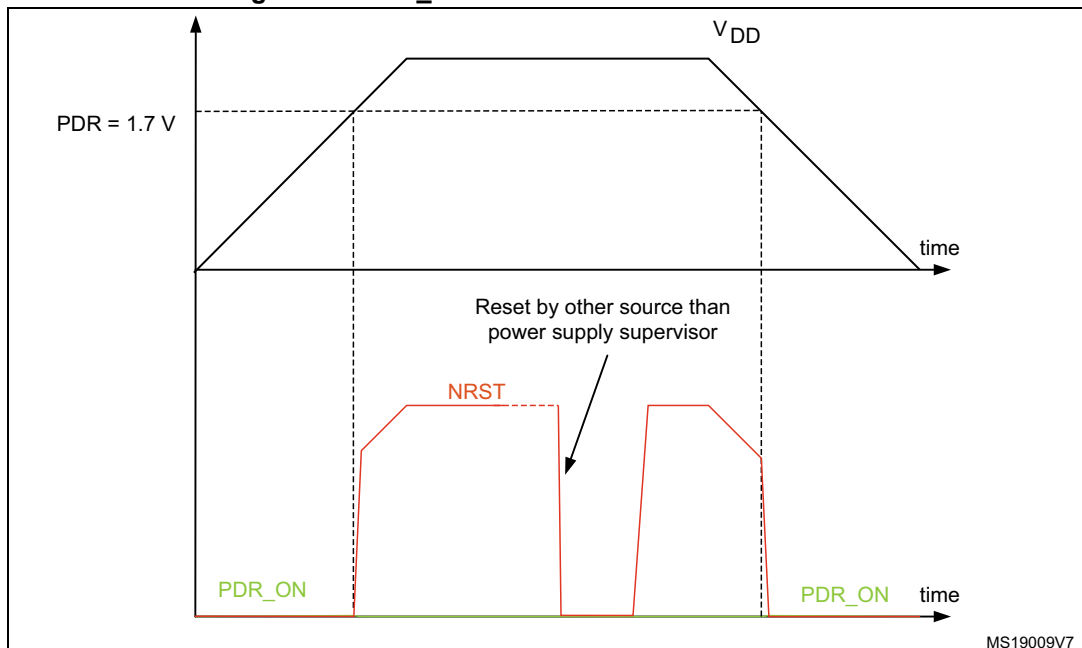 V DD
PDR = 1.7 V
time
Reset by other source than
power supply supervisor
NRST
PDR_ON
PDR_ON
time
MS19009V7